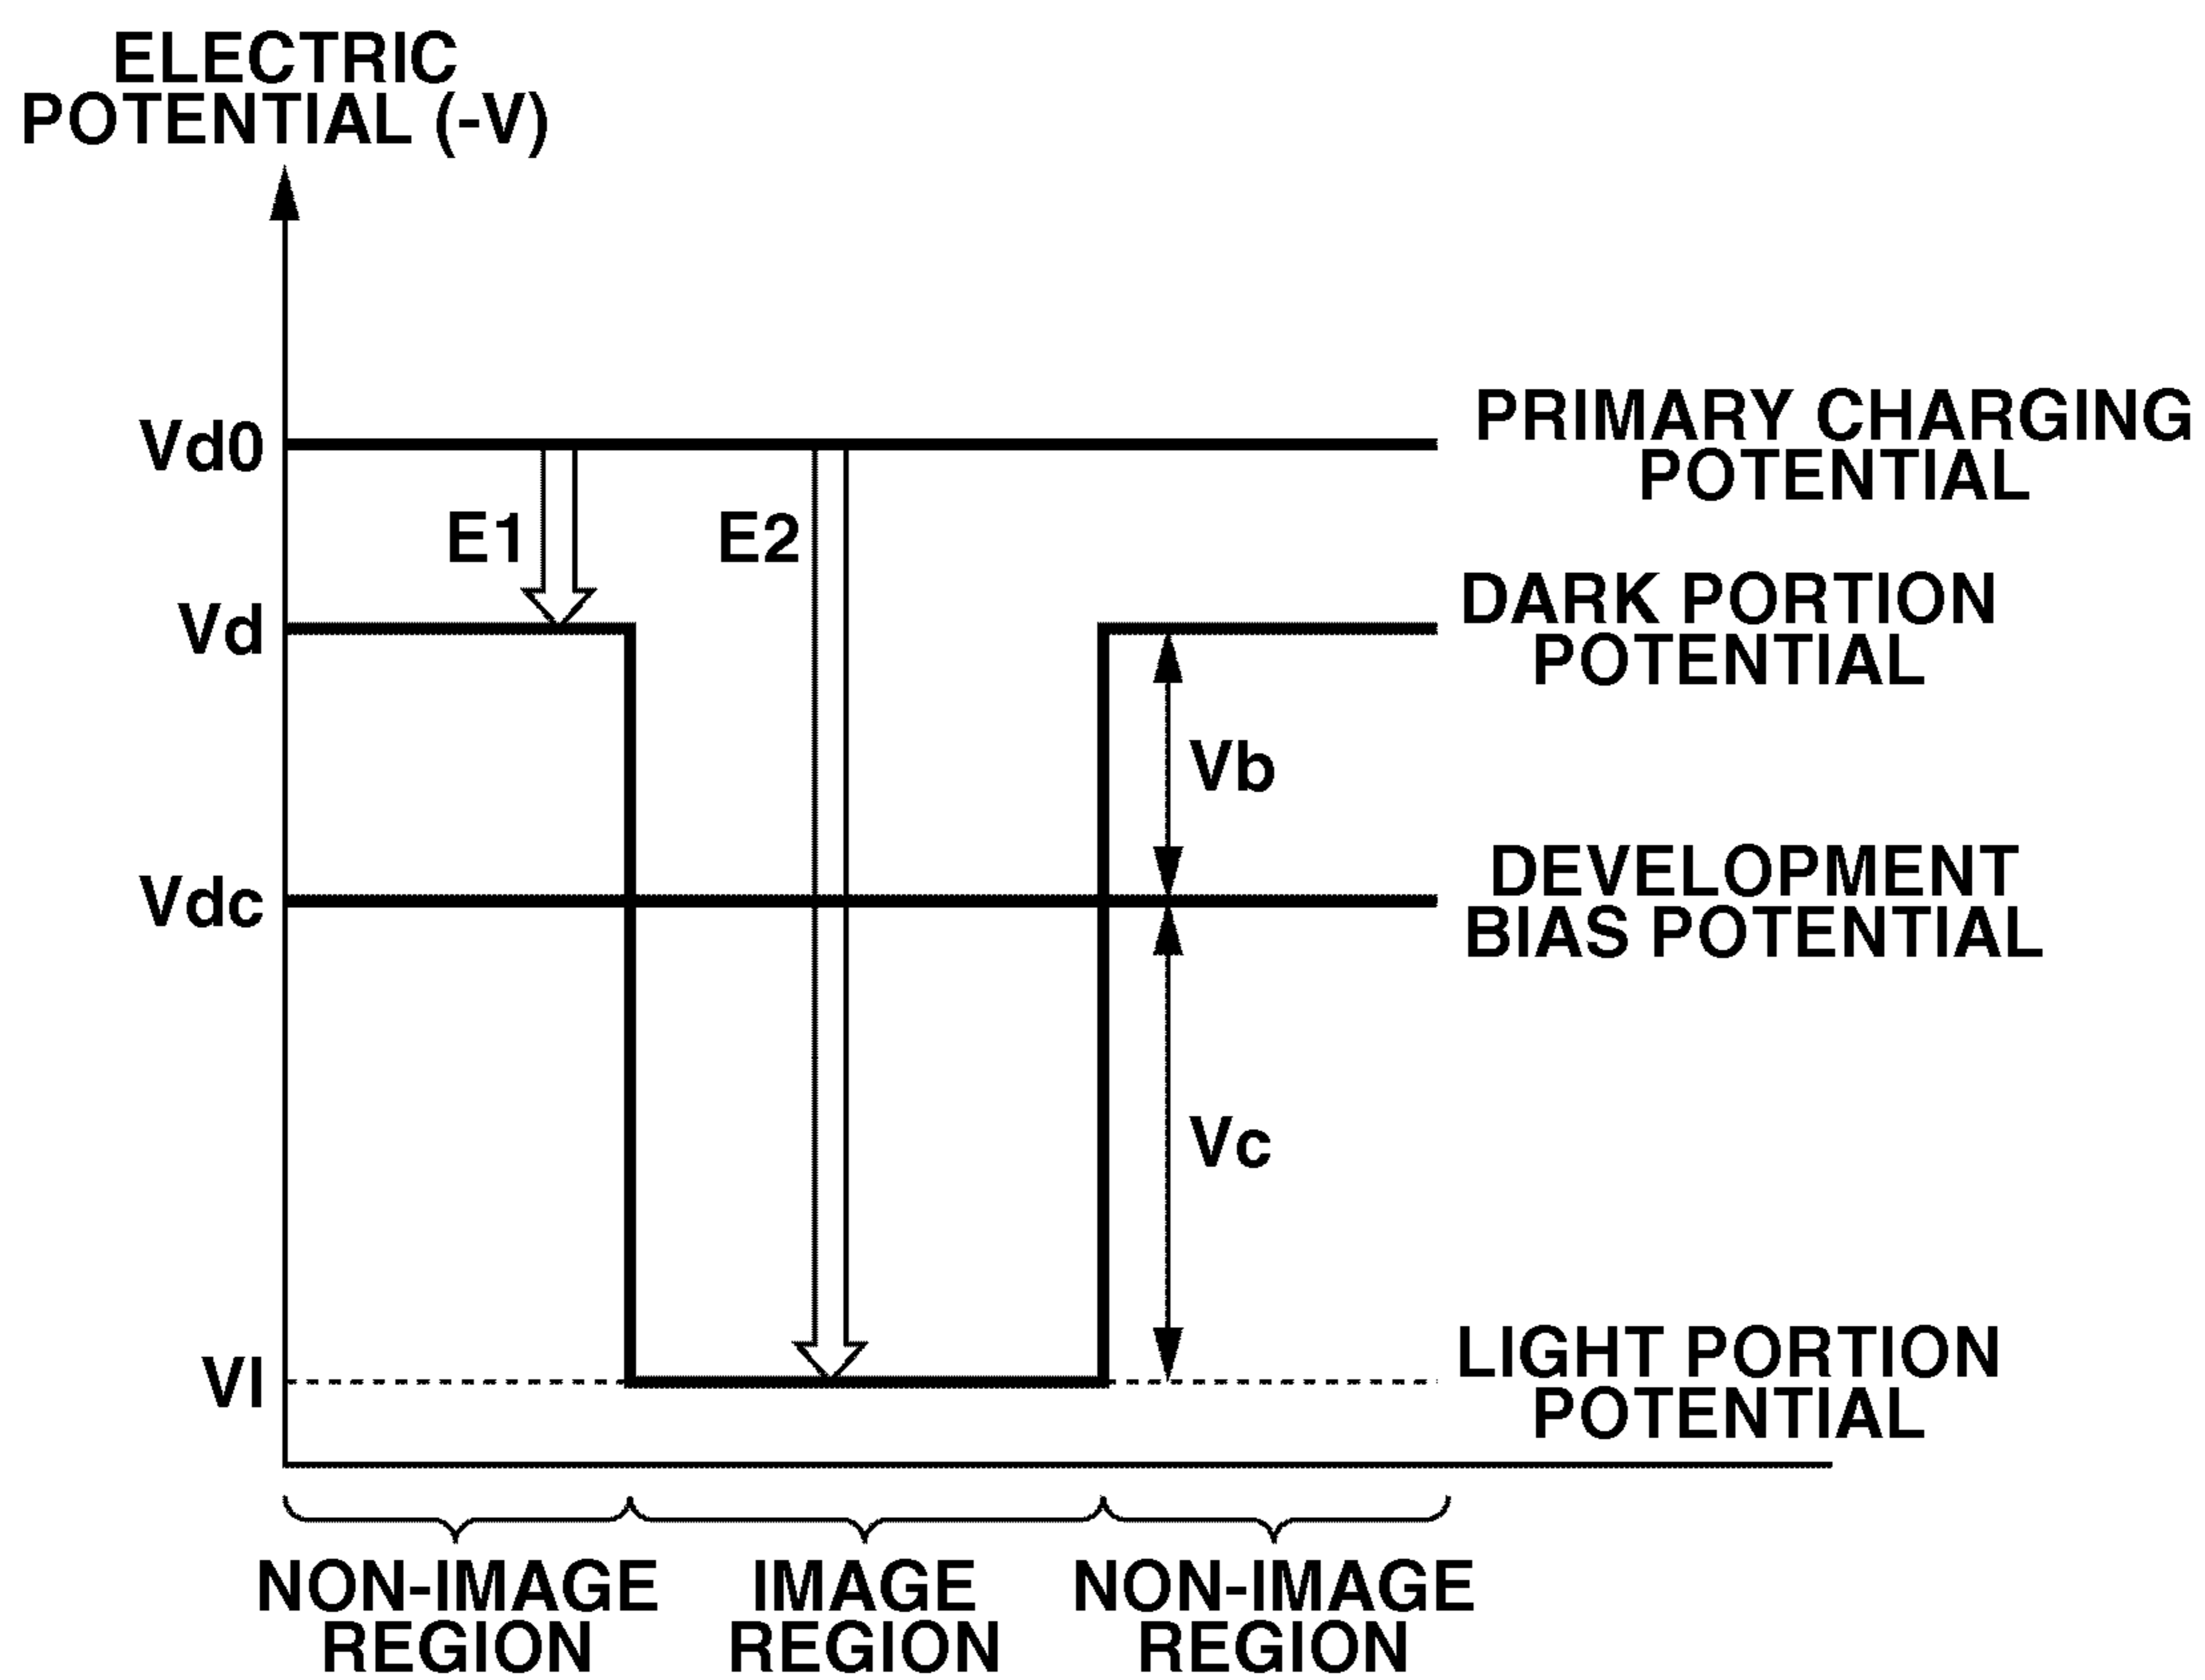 ELECTRIC
POTENTIAL (-V)
Vd0
PRIMARY CHARGING
POTENTIAL
E1
E2
Vd
DARK PORTION
POTENTIAL
Vb
Vdc
DEVELOPMENT
BIAS POTENTIAL
Vc
Vl
LIGHT PORTION
POTENTIAL
NON-IMAGE
REGION
IMAGE
REGION
NON-IMAGE
REGION